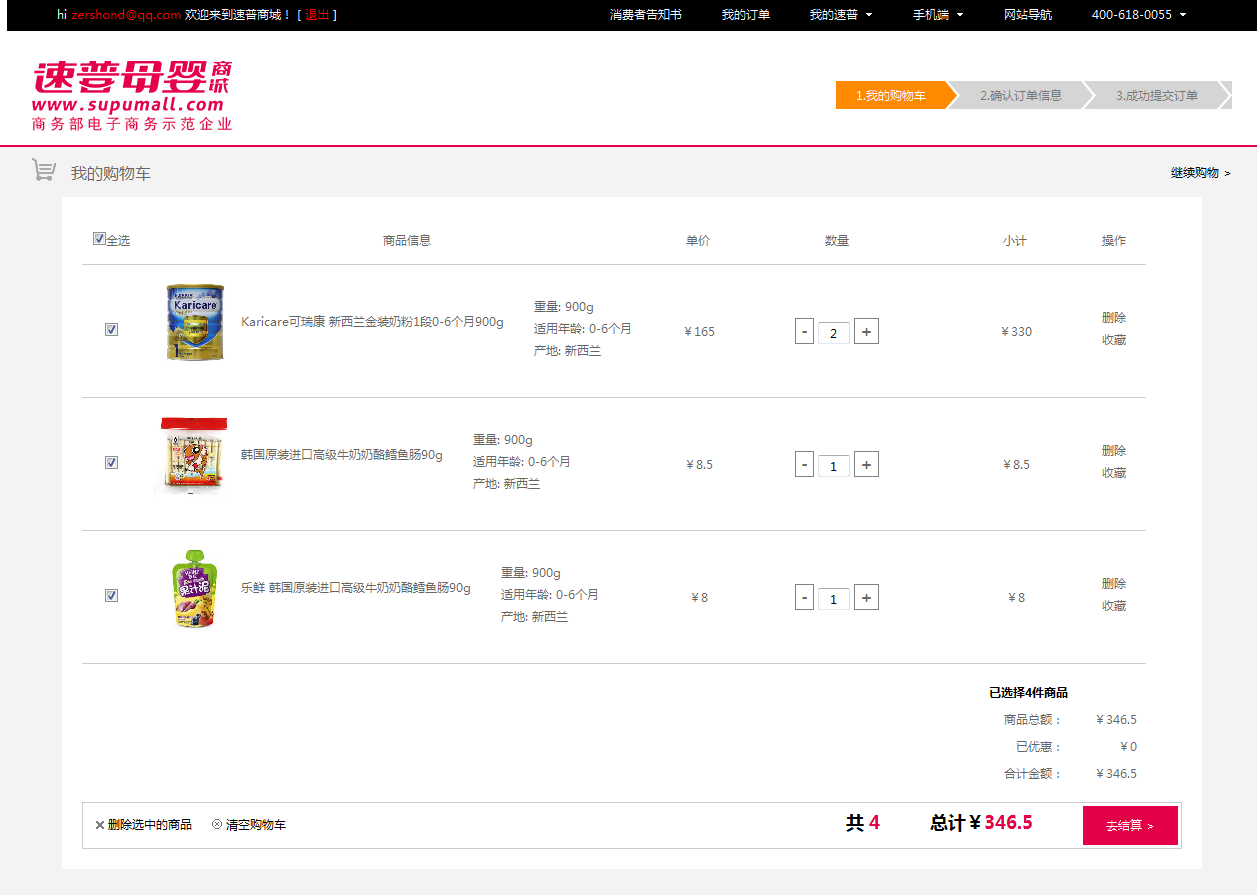 hi zershond@qq.com 欢迎来到速普商城！ [ 退出 ] 消费者告知书 我的订单 我的速普 手机端 网站导航 400-618-0055
速普母婴商城
www.supumall.com
商务部电子商务示范企业
1.我的购物车 2.确认订单信息 3.成功提交订单
我的购物车 继续购物 >
全选 商品信息 单价 数量 小计 操作
Karicare
Karicare可瑞康 新西兰金装奶粉1段0-6个月900g
重量: 900g
适用年龄: 0-6个月
产地: 新西兰
￥165 - 2 + ￥330
删除
收藏
韩国原装进口高级牛奶奶酪鳕鱼肠90g
重量: 900g
适用年龄: 0-6个月
产地: 新西兰
￥8.5 - 1 + ￥8.5
删除
收藏
果汁泥
乐鲜 韩国原装进口高级牛奶奶酪鳕鱼肠90g
重量: 900g
适用年龄: 0-6个月
产地: 新西兰
￥8 - 1 + ￥8
删除
收藏
已选择4件商品
商品总额： ￥346.5
已优惠： ￥0
合计金额： ￥346.5
删除选中的商品 清空购物车 共 4 总计￥346.5 去结算 >